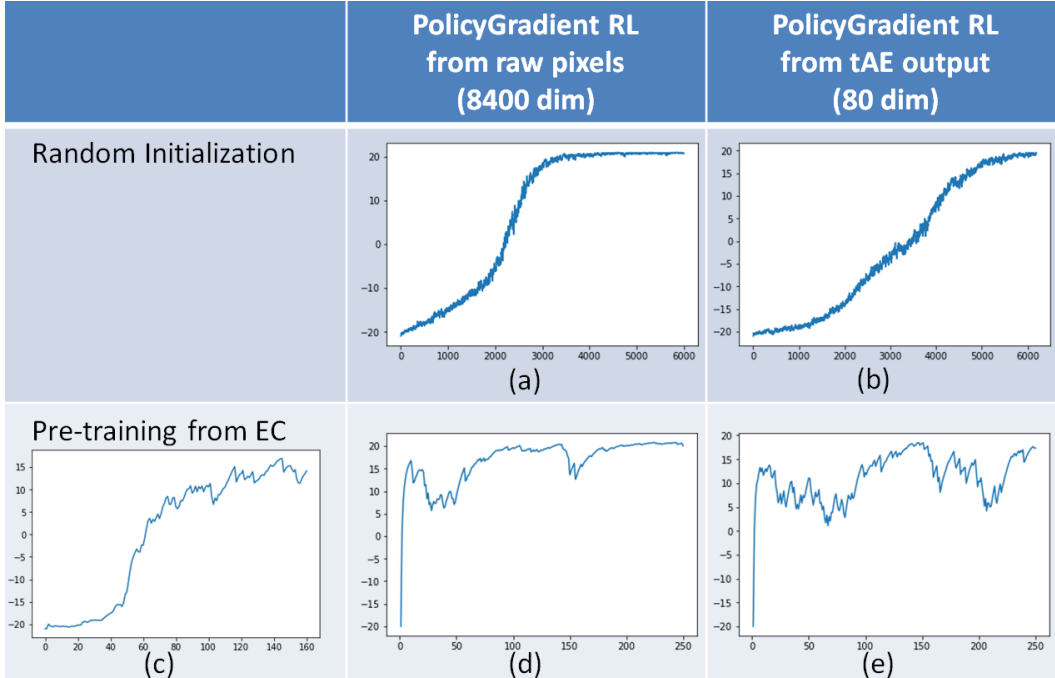 PolicyGradient RL
from raw pixels
(8400 dim)
PolicyGradient RL
from tAE output
(80 dim)
Random Initialization
20
15
10
5
0
−5
−10
−15
−20
0 1000 2000 3000 4000 5000 6000
(a)
20
15
10
5
0
−5
−10
−15
−20
0 1000 2000 3000 4000 5000 6000
(b)
Pre-training from EC
15
10
5
0
−5
−10
−15
−20
0 20 40 60 80 100 120 140 160
(c)
20
15
10
5
0
−5
−10
−15
−20
0 50 100 150 200 250
(d)
20
15
10
5
0
−5
−10
−15
−20
0 50 100 150 200 250
(e)